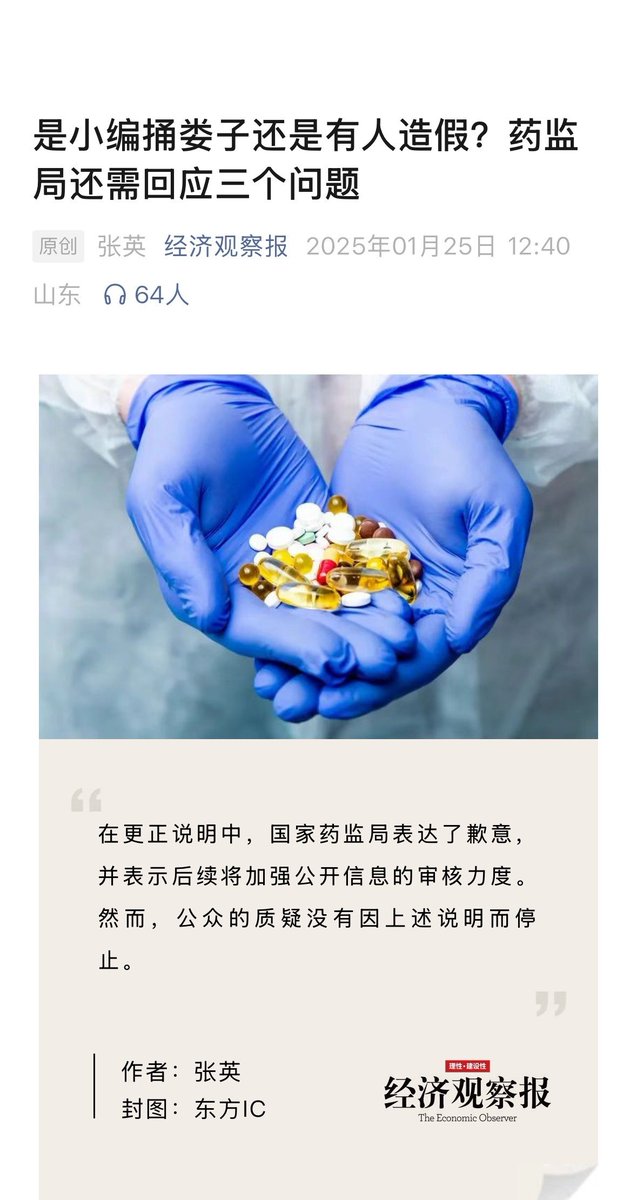 是小编捅娄子还是有人造假？药监
局还需回应三个问题
原创 张英 经济观察报 2025年01月25日 12:40
山东 64人
“
在更正说明中，国家药监局表达了歉意，
并表示后续将加强公开信息的审核力度。
然而，公众的质疑没有因上述说明而停
止。
”
作者：张英
封图：东方IC
理性·建设性
经济观察报
The Economic Observer